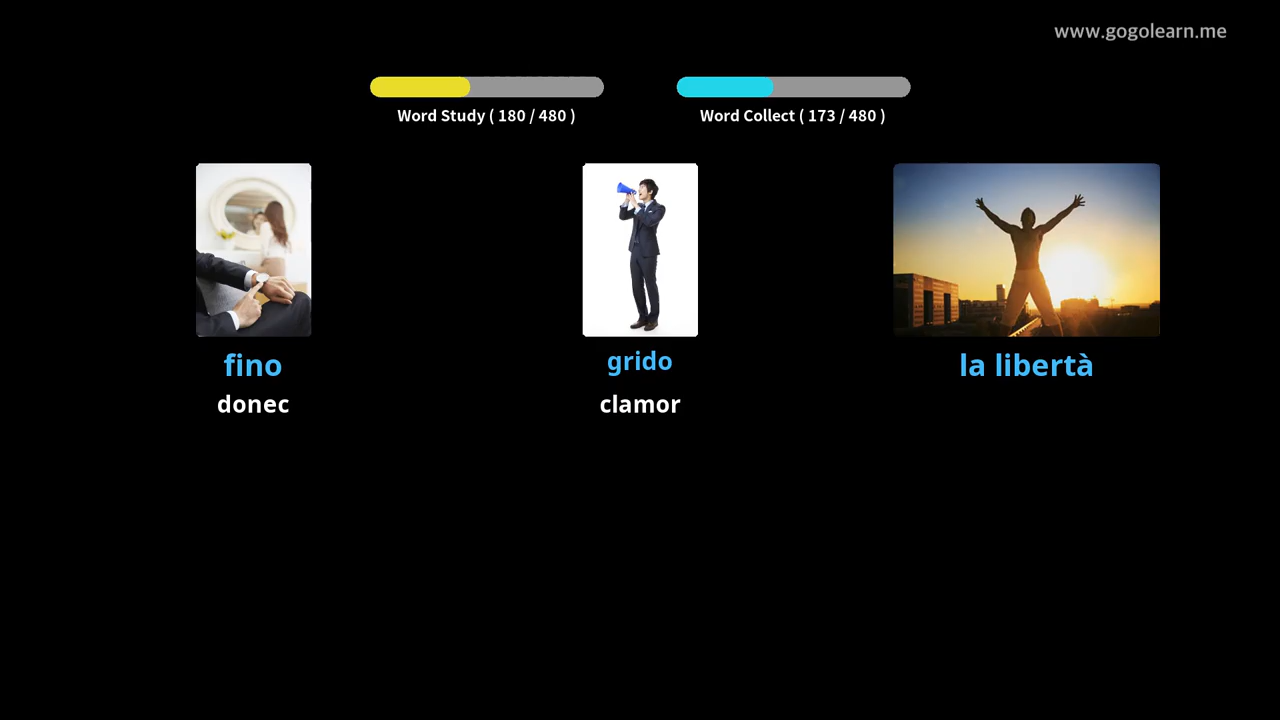 www.gogolearn.me
Word Study ( 180 / 480 )
Word Collect ( 173 / 480 )
fino
donec
grido
clamor
la libertà